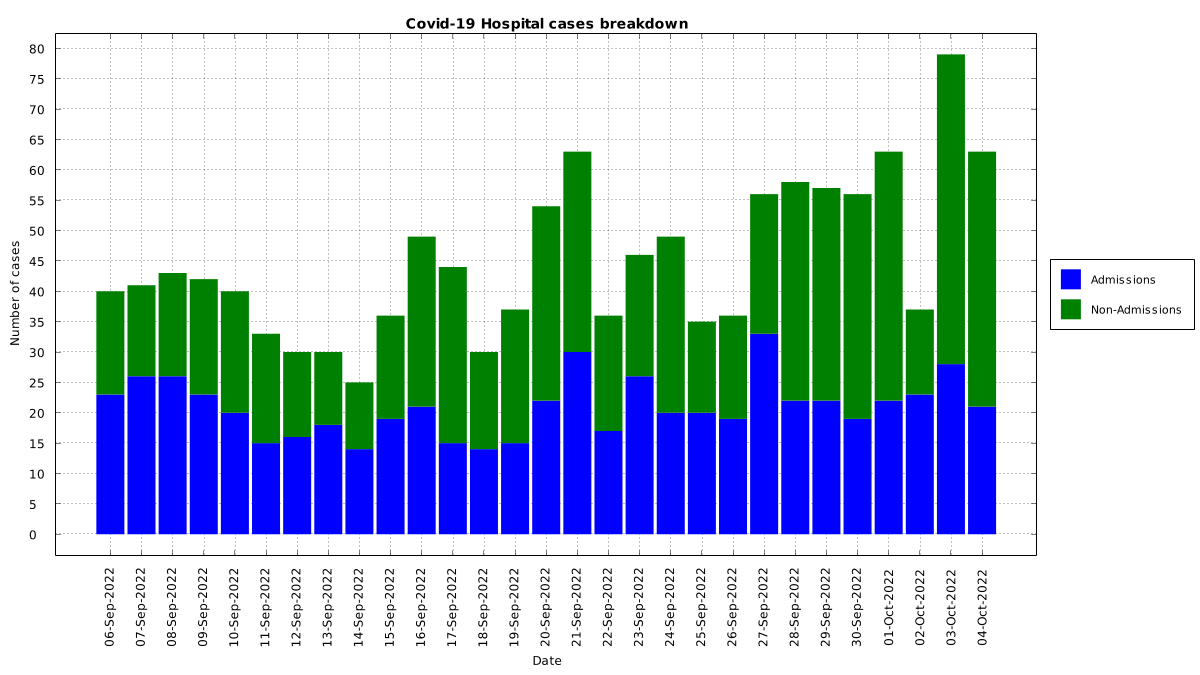 Covid-19 Hospital cases breakdown
80
75
70
65
60
55
50
45
40
35
30
25
20
15
10
5
0
Number of cases
06-Sep-2022
07-Sep-2022
08-Sep-2022
09-Sep-2022
10-Sep-2022
11-Sep-2022
12-Sep-2022
13-Sep-2022
14-Sep-2022
15-Sep-2022
16-Sep-2022
17-Sep-2022
18-Sep-2022
19-Sep-2022
20-Sep-2022
21-Sep-2022
22-Sep-2022
23-Sep-2022
24-Sep-2022
25-Sep-2022
26-Sep-2022
27-Sep-2022
28-Sep-2022
29-Sep-2022
30-Sep-2022
01-Oct-2022
02-Oct-2022
03-Oct-2022
04-Oct-2022
Date
Admissions
Non-Admissions